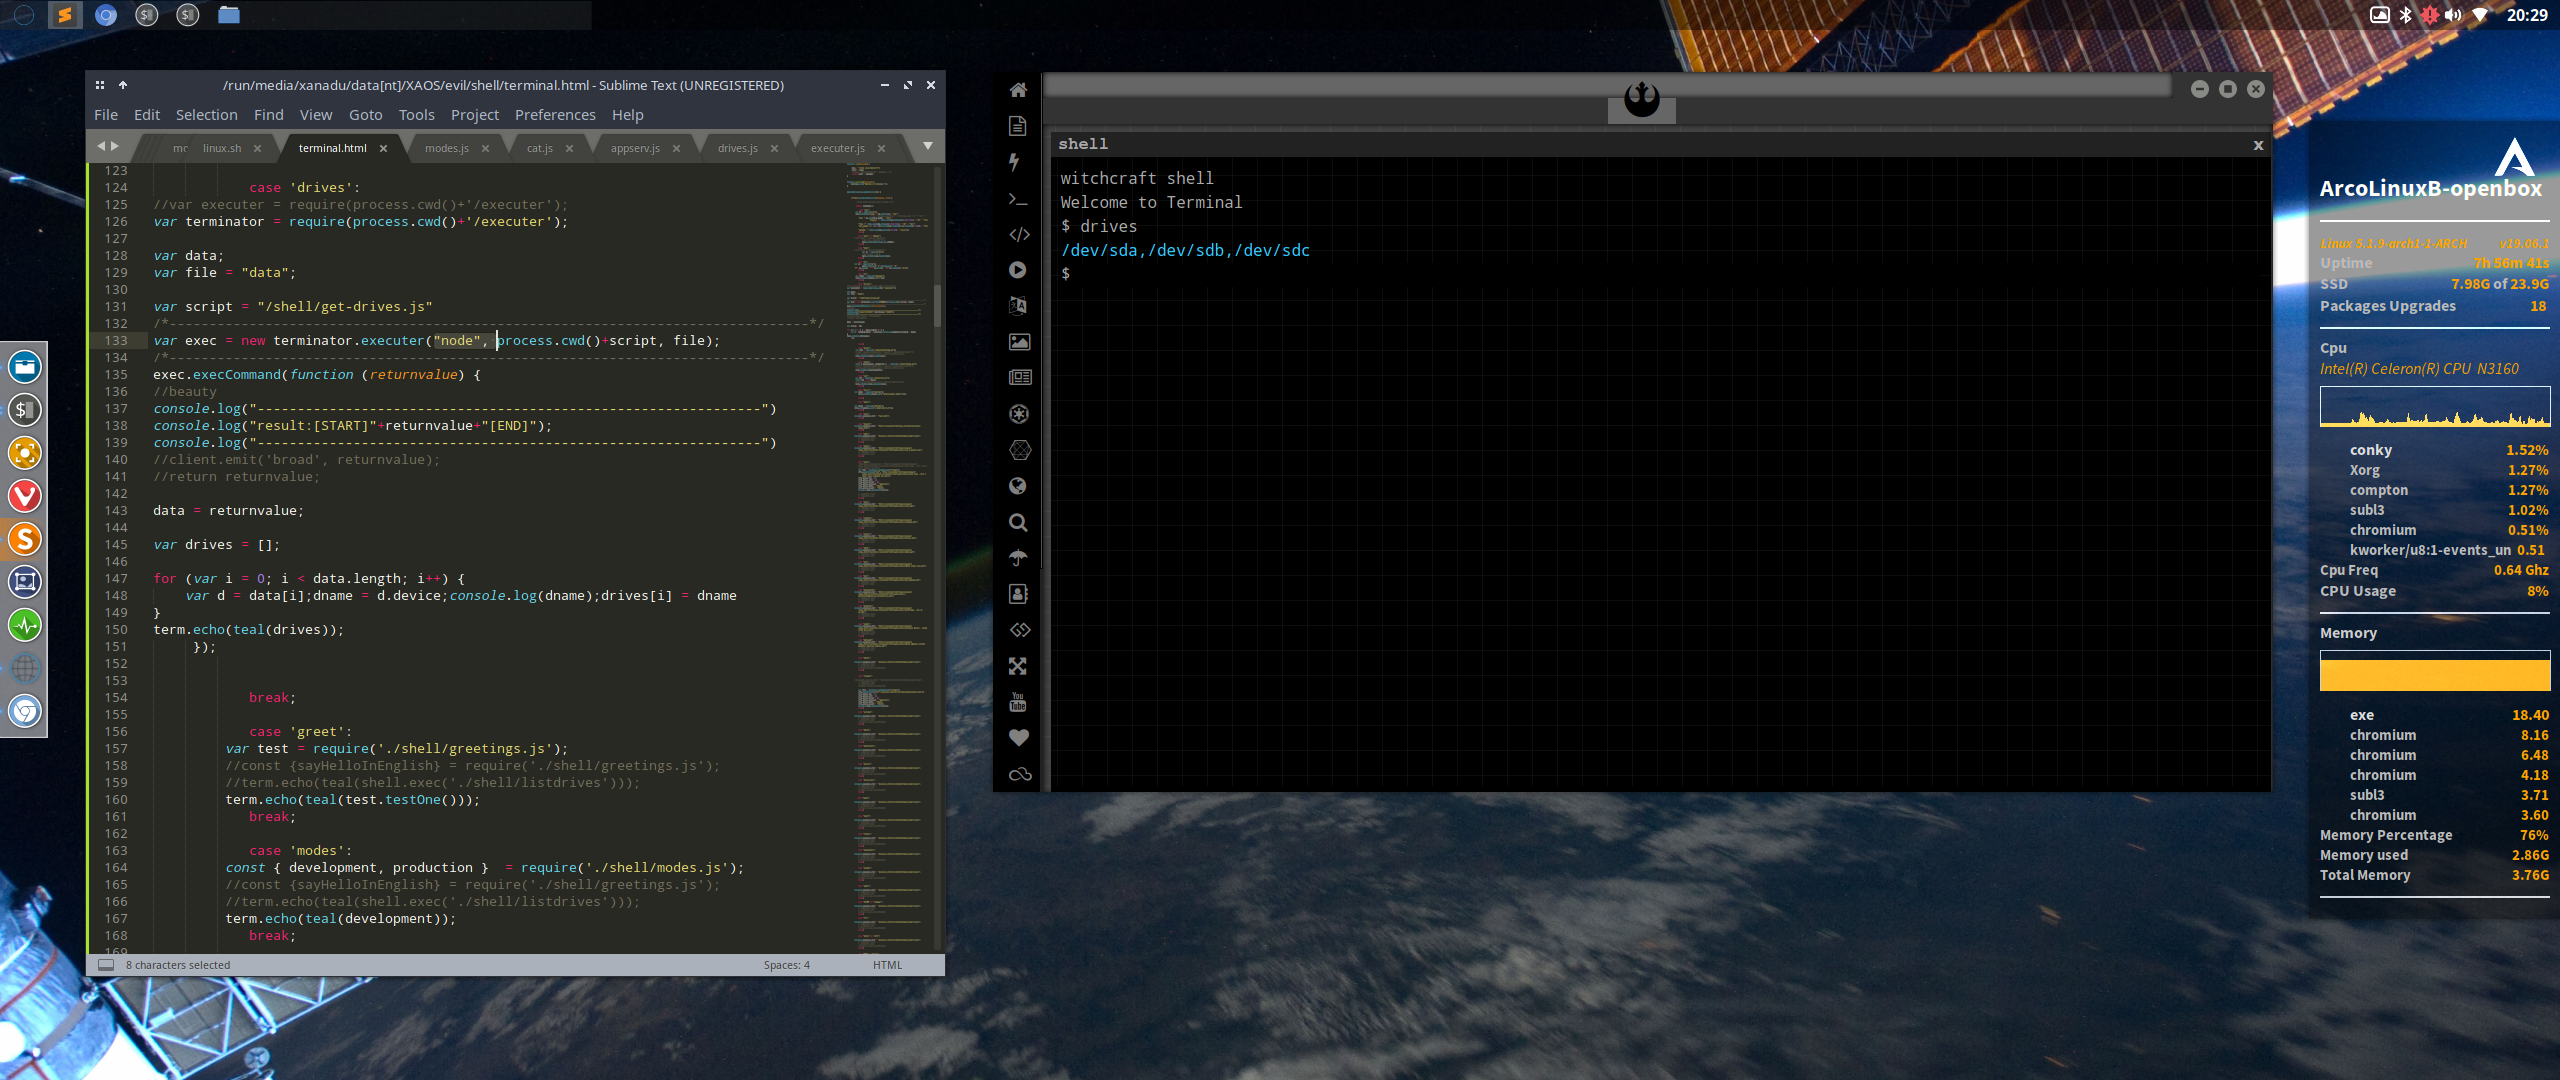 20:29
/run/media/xanadu/data[nt]/XAOS/evil/shell/terminal.html - Sublime Text (UNREGISTERED)
File Edit Selection Find View Goto Tools Project Preferences Help
linux.sh terminal.html modes.js cat.js appserv.js drives.js executer.js
123
124 case 'drives':
125 //var executer = require(process.cwd()+'/executer');
126 var terminator = require(process.cwd()+'/executer');
127
128 var data;
129 var file = "data";
130
131 var script = "/shell/get-drives.js"
132 /*--------------------------------------------------------------------------------*/
133 var exec = new terminator.executer("node", process.cwd()+script, file);
134 /*--------------------------------------------------------------------------------*/
135 exec.execCommand(function (returnvalue) {
136 //beauty
137 console.log("---------------------------------------------------------------")
138 console.log("result:[START]"+returnvalue+"[END]");
139 console.log("---------------------------------------------------------------")
140 //client.emit('broad', returnvalue);
141 //return returnvalue;
142
143 data = returnvalue;
144
145 var drives = [];
146
147 for (var i = 0; i < data.length; i++) {
148 var d = data[i];dname = d.device;console.log(dname);drives[i] = dname
149 }
150 term.echo(teal(drives));
151 });
152
153
154 break;
155
156 case 'greet':
157 var test = require('./shell/greetings.js');
158 //const {sayHelloInEnglish} = require('./shell/greetings.js');
159 //term.echo(teal(shell.exec('./shell/listdrives')));
160 term.echo(teal(test.testOne()));
161 break;
162
163 case 'modes':
164 const { development, production } = require('./shell/modes.js');
165 //const {sayHelloInEnglish} = require('./shell/greetings.js');
166 //term.echo(teal(shell.exec('./shell/listdrives')));
167 term.echo(teal(development));
168 break;
169
8 characters selected Spaces: 4 HTML
shell x
witchcraft shell
Welcome to Terminal
$ drives
/dev/sda,/dev/sdb,/dev/sdc
$
You
Tube
ArcoLinuxB-openbox
Linux 5.1.9-arch1-1-ARCH v19.06.1
Uptime 7h 56m 41s
SSD 7.98G of 23.9G
Packages Upgrades 18
Cpu
Intel(R) Celeron(R) CPU N3160
conky 1.52%
Xorg 1.27%
compton 1.27%
subl3 1.02%
chromium 0.51%
kworker/u8:1-events_un 0.51
Cpu Freq 0.64 Ghz
CPU Usage 8%
Memory
exe 18.40
chromium 8.16
chromium 6.48
chromium 4.18
subl3 3.71
chromium 3.60
Memory Percentage 76%
Memory used 2.86G
Total Memory 3.76G